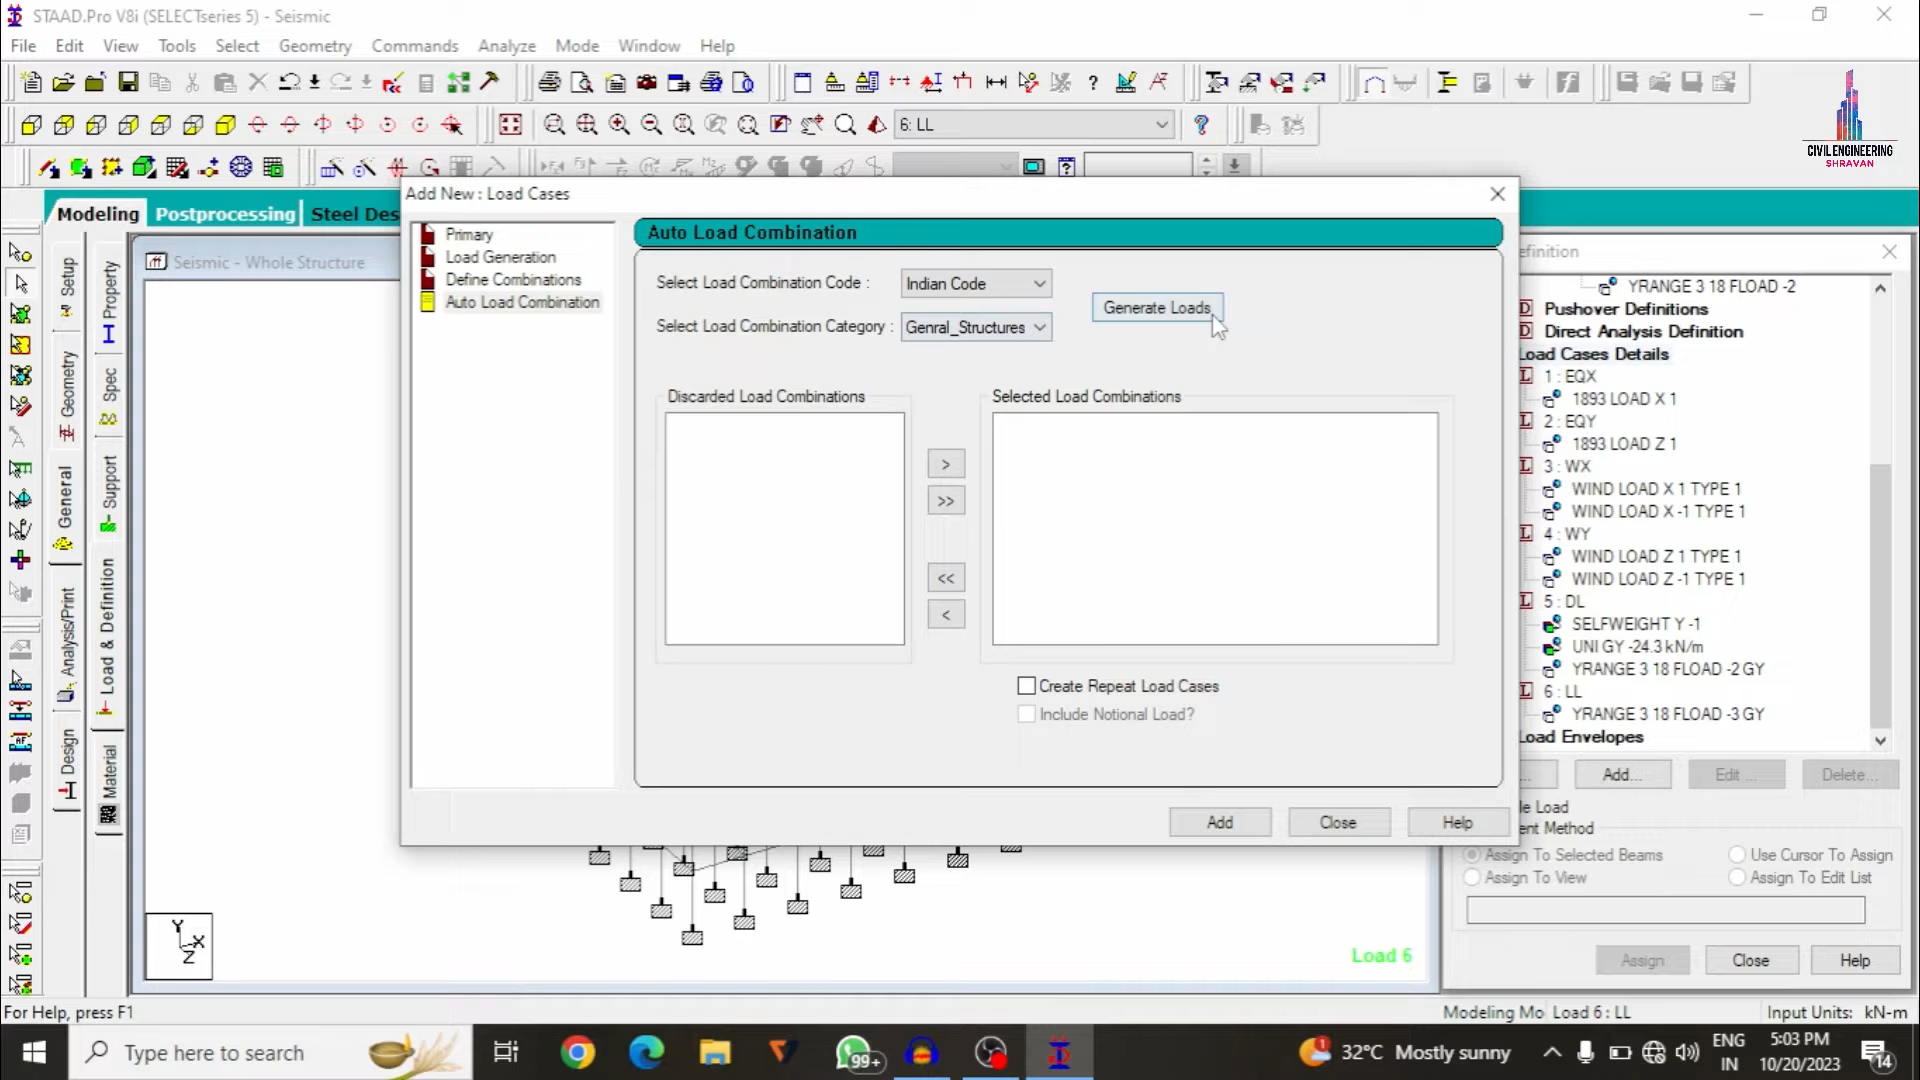 STAAD.Pro V8i (SELECTseries 5) - Seismic
File Edit View Tools Select Geometry Commands Analyze Mode Window Help
6: LL
CIVIL ENGINEERING
SHRAVAN
Modeling Postprocessing Steel Des
Seismic - Whole Structure
Setup
Geometry
General
Analysis/Print
Design
Property
Spec
Support
Load & Definition
Material
Add New : Load Cases
Primary
Load Generation
Define Combinations
Auto Load Combination
Auto Load Combination
Select Load Combination Code : Indian Code
Generate Loads
Select Load Combination Category : Genral_Structures
Discarded Load Combinations
Selected Load Combinations
>
>>
<<
<
Create Repeat Load Cases
Include Notional Load?
Add Close Help
efinition
YRANGE 3 18 FLOAD -2
Pushover Definitions
Direct Analysis Definition
Load Cases Details
1 : EQX
1893 LOAD X 1
2 : EQY
1893 LOAD Z 1
3 : WX
WIND LOAD X 1 TYPE 1
WIND LOAD X -1 TYPE 1
4 : WY
WIND LOAD Z 1 TYPE 1
WIND LOAD Z -1 TYPE 1
5 : DL
SELFWEIGHT Y -1
UNI GY -24.3 kN/m
YRANGE 3 18 FLOAD -2 GY
6 : LL
YRANGE 3 18 FLOAD -3 GY
Load Envelopes
... Add... Edit ... Delete...
le Load
ent Method
Assign To Selected Beams Use Cursor To Assign
Assign To View Assign To Edit List
Assign Close Help
Y
X
Z
Load 6
For Help, press F1
Modeling Mo Load 6 : LL Input Units: kN-m
Type here to search
99+
32°C Mostly sunny
ENG
IN
5:03 PM
10/20/2023
14